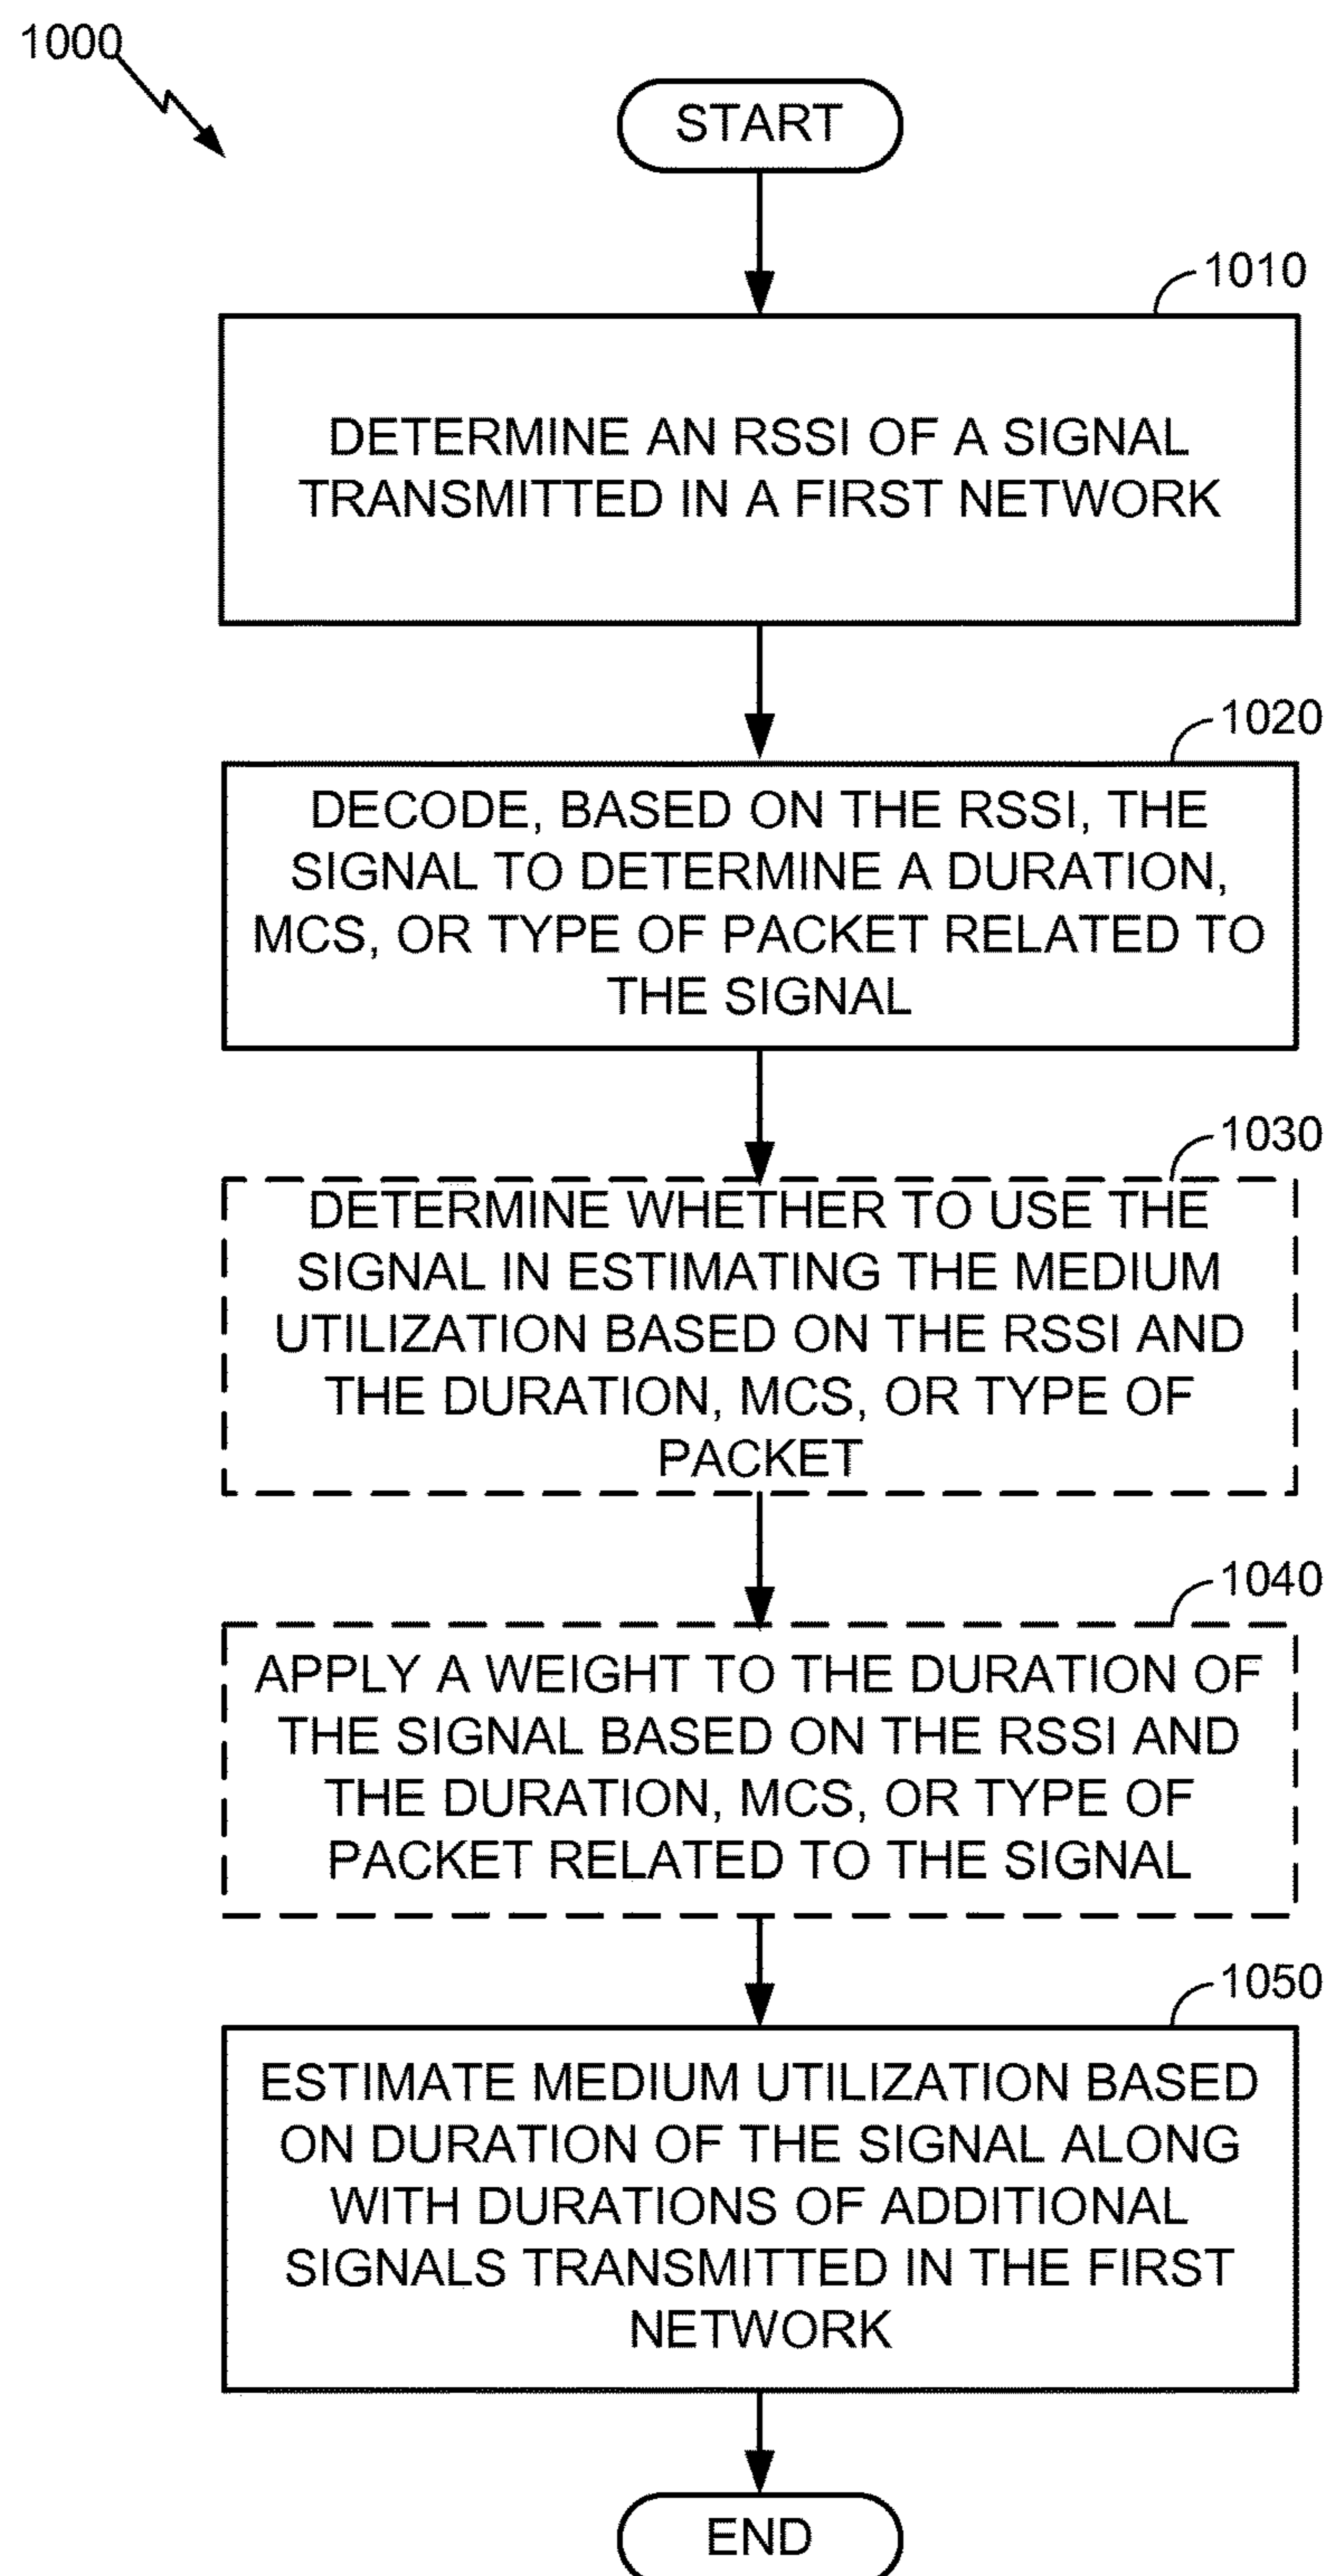 1000
START
1010
DETERMINE AN RSSI OF A SIGNAL
TRANSMITTED IN A FIRST NETWORK
1020
DECODE, BASED ON THE RSSI, THE
SIGNAL TO DETERMINE A DURATION,
MCS, OR TYPE OF PACKET RELATED TO
THE SIGNAL
1030
DETERMINE WHETHER TO USE THE
SIGNAL IN ESTIMATING THE MEDIUM
UTILIZATION BASED ON THE RSSI AND
THE DURATION, MCS, OR TYPE OF
PACKET
1040
APPLY A WEIGHT TO THE DURATION OF
THE SIGNAL BASED ON THE RSSI AND
THE DURATION, MCS, OR TYPE OF
PACKET RELATED TO THE SIGNAL
1050
ESTIMATE MEDIUM UTILIZATION BASED
ON DURATION OF THE SIGNAL ALONG
WITH DURATIONS OF ADDITIONAL
SIGNALS TRANSMITTED IN THE FIRST
NETWORK
END